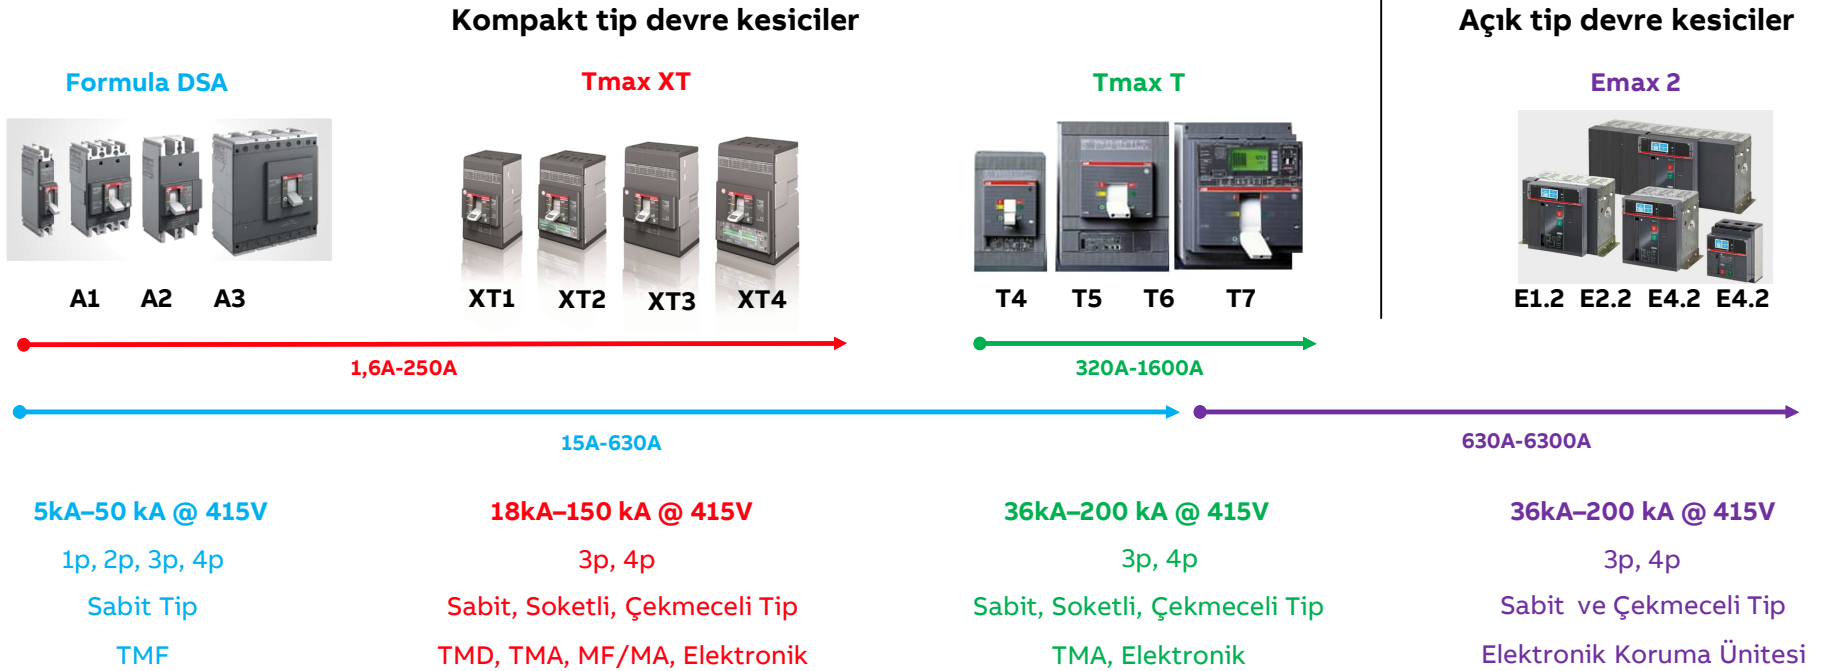 Kompakt tip devre kesiciler
Açık tip devre kesiciler
Formula DSA
Tmax XT
Tmax T
Emax 2
A1 A2 A3
XT1 XT2 XT3 XT4
T4 T5 T6 T7
E1.2 E2.2 E4.2 E4.2
1,6A-250A
320A-1600A
15A-630A
630A-6300A
5kA–50 kA @ 415V
1p, 2p, 3p, 4p
Sabit Tip
TMF
18kA–150 kA @ 415V
3p, 4p
Sabit, Soketli, Çekmeceli Tip
TMD, TMA, MF/MA, Elektronik
36kA–200 kA @ 415V
3p, 4p
Sabit, Soketli, Çekmeceli Tip
TMA, Elektronik
36kA–200 kA @ 415V
3p, 4p
Sabit ve Çekmeceli Tip
Elektronik Koruma Ünitesi